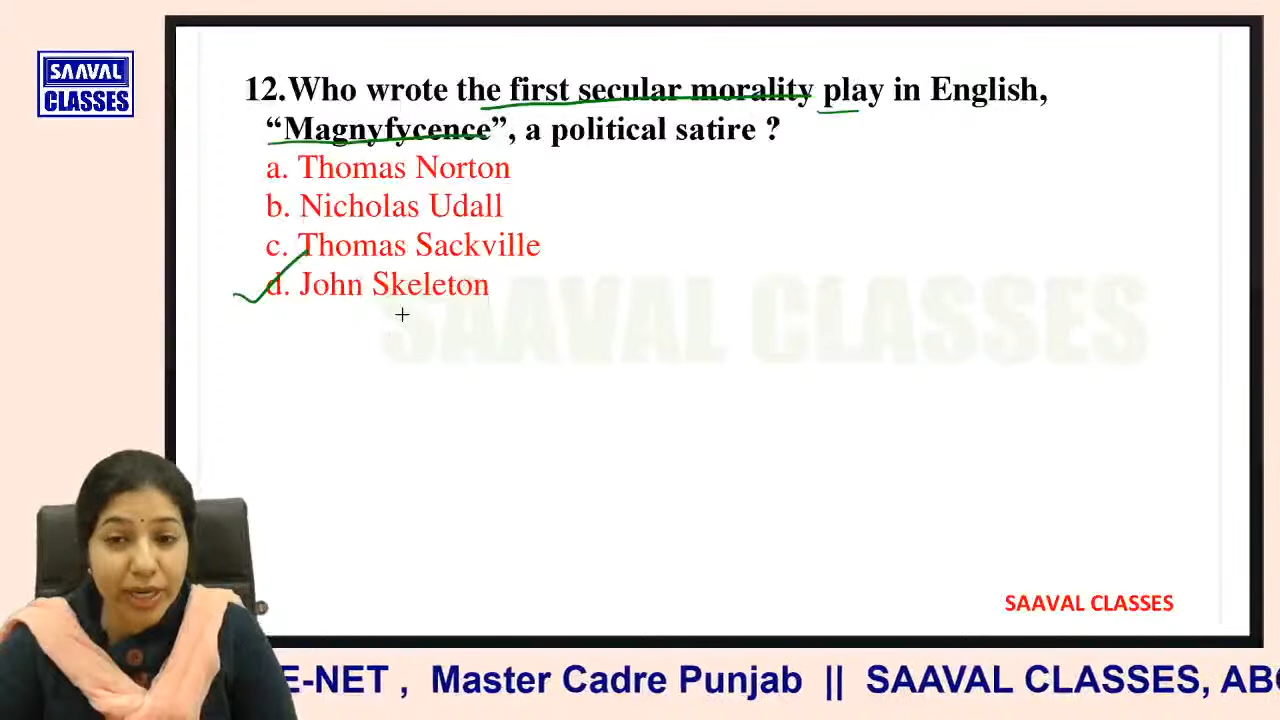 SAAVAL
CLASSES
12.Who wrote the first secular morality play in English,
“Magnyfycence”, a political satire ?
a. Thomas Norton
b. Nicholas Udall
c. Thomas Sackville
d. John Skeleton
SAAVAL CLASSES
SAAVAL CLASSES
E-NET , Master Cadre Punjab || SAAVAL CLASSES, ABO